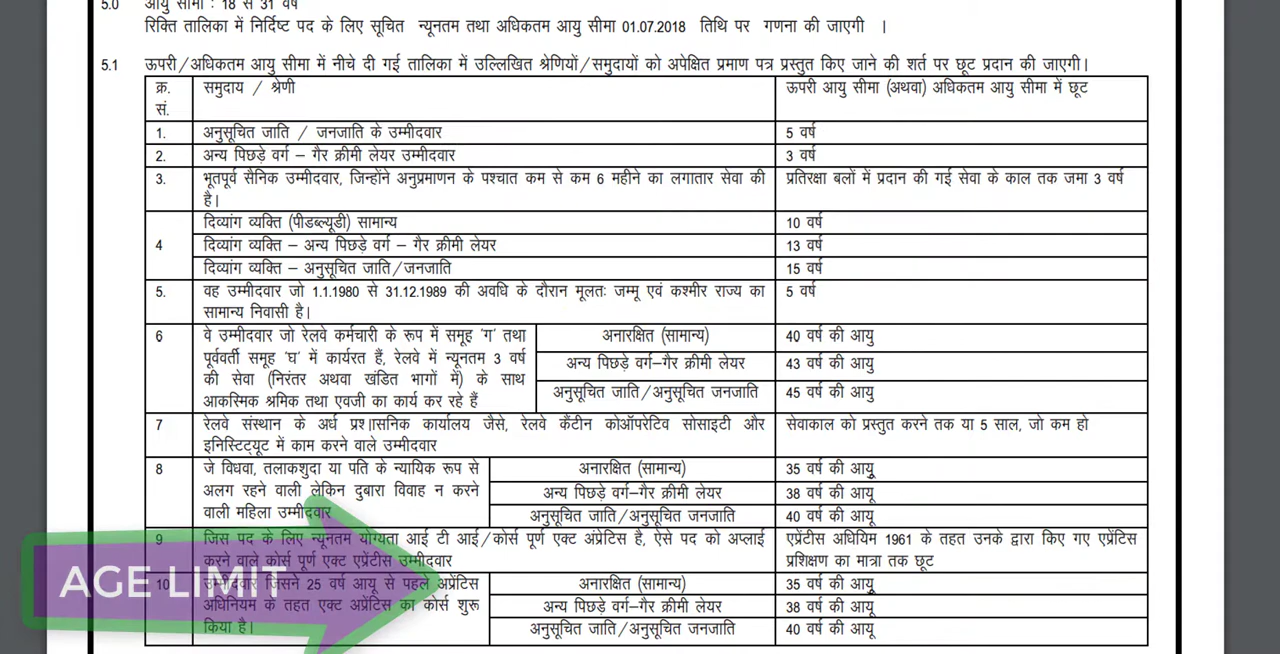 5.0 आयु सीमा : 18 से 31 वर्ष
रिक्ति तालिका में निर्दिष्ट पद के लिए सूचित न्यूनतम तथा अधिकतम आयु सीमा 01.07.2018 तिथि पर गणना की जाएगी ।
5.1 ऊपरी/अधिकतम आयु सीमा में नीचे दी गई तालिका में उल्लिखित श्रेणियों/समुदायों को अपेक्षित प्रमाण पत्र प्रस्तुत किए जाने की शर्त पर छूट प्रदान की जाएगी।
क्र. समुदाय / श्रेणी ऊपरी आयु सीमा (अथवा) अधिकतम आयु सीमा में छूट
सं.
1. अनुसूचित जाति / जनजाति के उम्मीदवार 5 वर्ष
2. अन्य पिछड़े वर्ग – गैर क्रीमी लेयर उम्मीदवार 3 वर्ष
3. भूतपूर्व सैनिक उम्मीदवार, जिन्होंने अनुप्रमाणन के पश्चात कम से कम 6 महीने का लगातार सेवा की प्रतिरक्षा बलों में प्रदान की गई सेवा के काल तक जमा 3 वर्ष
है।
दिव्यांग व्यक्ति (पीडब्ल्यूडी) सामान्य 10 वर्ष
4 दिव्यांग व्यक्ति – अन्य पिछड़े वर्ग – गैर क्रीमी लेयर 13 वर्ष
दिव्यांग व्यक्ति – अनुसूचित जाति/जनजाति 15 वर्ष
5. वह उम्मीदवार जो 1.1.1980 से 31.12.1989 की अवधि के दौरान मूलतः जम्मू एवं कश्मीर राज्य का 5 वर्ष
सामान्य निवासी है।
6 वे उम्मीदवार जो रेलवे कर्मचारी के रूप में समूह 'ग' तथा अनारक्षित (सामान्य) 40 वर्ष की आयु
पूर्ववर्ती समूह 'घ' में कार्यरत हैं, रेलवे में न्यूनतम 3 वर्ष अन्य पिछड़े वर्ग–गैर क्रीमी लेयर 43 वर्ष की आयु
की सेवा (निरंतर अथवा खंडित भागों में) के साथ अनुसूचित जाति/अनुसूचित जनजाति 45 वर्ष की आयु
आकस्मिक श्रमिक तथा एवजी का कार्य कर रहे हैं
7 रेलवे संस्थान के अर्ध प्रशासनिक कार्यालय जैसे, रेलवे कैंटीन कोऑपरेटिव सोसाइटी और सेवाकाल को प्रस्तुत करने तक या 5 साल, जो कम हो
इनिस्टिट्यूट में काम करने वाले उम्मीदवार
8 जे विधवा, तलाकशुदा या पति के न्यायिक रूप से अनारक्षित (सामान्य) 35 वर्ष की आयु
अलग रहने वाली लेकिन दुबारा विवाह न करने अन्य पिछड़े वर्ग–गैर क्रीमी लेयर 38 वर्ष की आयू
वाली महिला उम्मीदवार अनुसूचित जाति/अनुसूचित जनजाति 40 वर्ष की आयू
9 जिस पद के लिए न्यूनतम योग्यता आई टी आई/कोर्स पूर्ण एक्ट अप्रेटिस है, ऐसे पद को अप्लाई एप्रेंटिस अधियिम 1961 के तहत उनके द्वारा किए गए एप्रेंटिस
करने वाले कोर्स पूर्ण एक्ट एप्रेंटीस उम्मीदवार प्रशिक्षण का मात्रा तक छूट
10 उम्मीदवार जिसने 25 वर्ष आयू से पहले अप्रेंटिस अनारक्षित (सामान्य) 35 वर्ष की आयु
अधिनियम के तहत एक्ट अप्रेंटिस का कोर्स शुरू अन्य पिछड़े वर्ग–गैर क्रीमी लेयर 38 वर्ष की आयू
किया है। अनुसूचित जाति/अनुसूचित जनजाति 40 वर्ष की आयू
AGE LIMIT